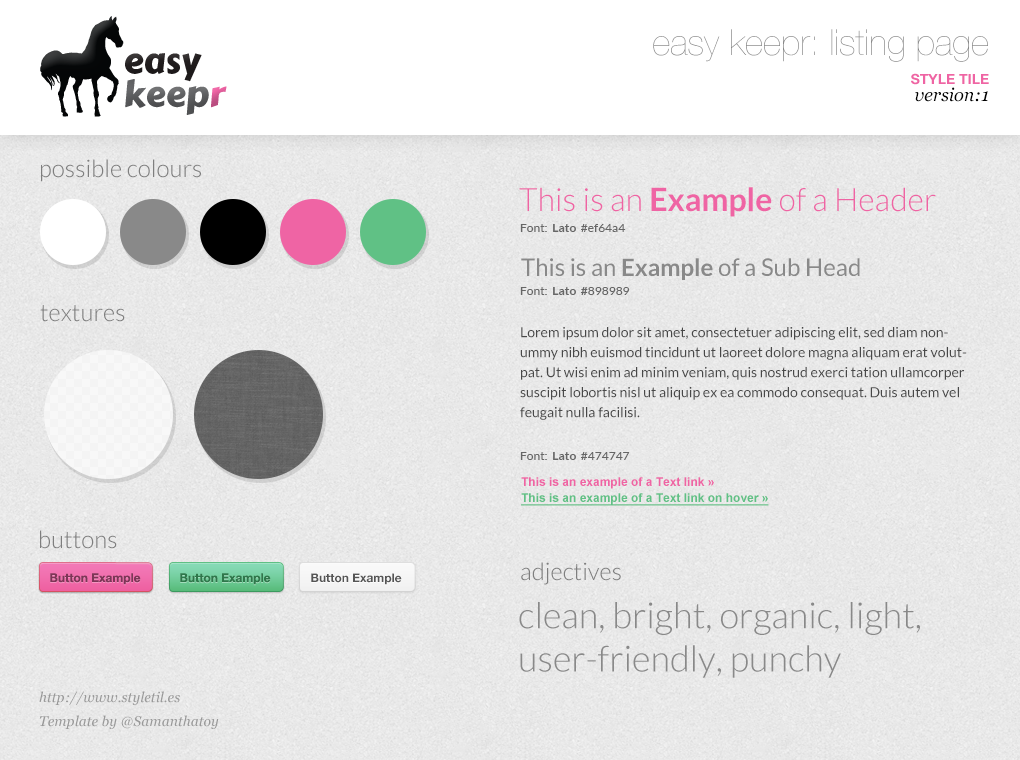 easy
keepr
easy keepr: listing page
STYLE TILE
version:1
possible colours
textures
buttons
Button Example
Button Example
Button Example
http://www.styletil.es
Template by @Samanthatoy
This is an Example of a Header
Font: Lato #ef64a4
This is an Example of a Sub Head
Font: Lato #898989
Lorem ipsum dolor sit amet, consectetuer adipiscing elit, sed diam non-
ummy nibh euismod tincidunt ut laoreet dolore magna aliquam erat volut-
pat. Ut wisi enim ad minim veniam, quis nostrud exerci tation ullamcorper
suscipit lobortis nisl ut aliquip ex ea commodo consequat. Duis autem vel
feugait nulla facilisi.
Font: Lato #474747
This is an example of a Text link »
This is an example of a Text link on hover »
adjectives
clean, bright, organic, light,
user-friendly, punchy